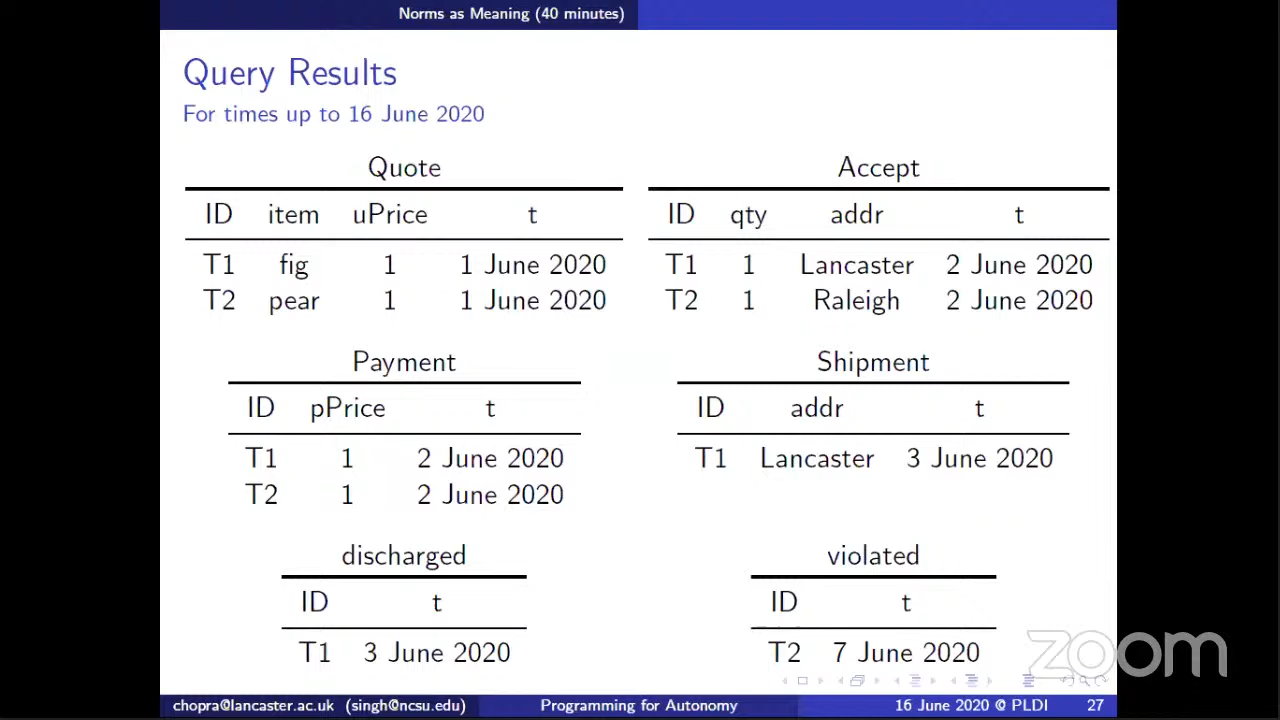 Norms as Meaning (40 minutes)
Query Results
For times up to 16 June 2020
Quote
ID item uPrice t
T1 fig 1 1 June 2020
T2 pear 1 1 June 2020
Accept
ID qty addr t
T1 1 Lancaster 2 June 2020
T2 1 Raleigh 2 June 2020
Payment
ID pPrice t
T1 1 2 June 2020
T2 1 2 June 2020
Shipment
ID addr t
T1 Lancaster 3 June 2020
discharged
ID t
T1 3 June 2020
violated
ID t
T2 7 June 2020
zoom
chopra@lancaster.ac.uk (singh@ncsu.edu) Programming for Autonomy 16 June 2020 @ PLDI 27